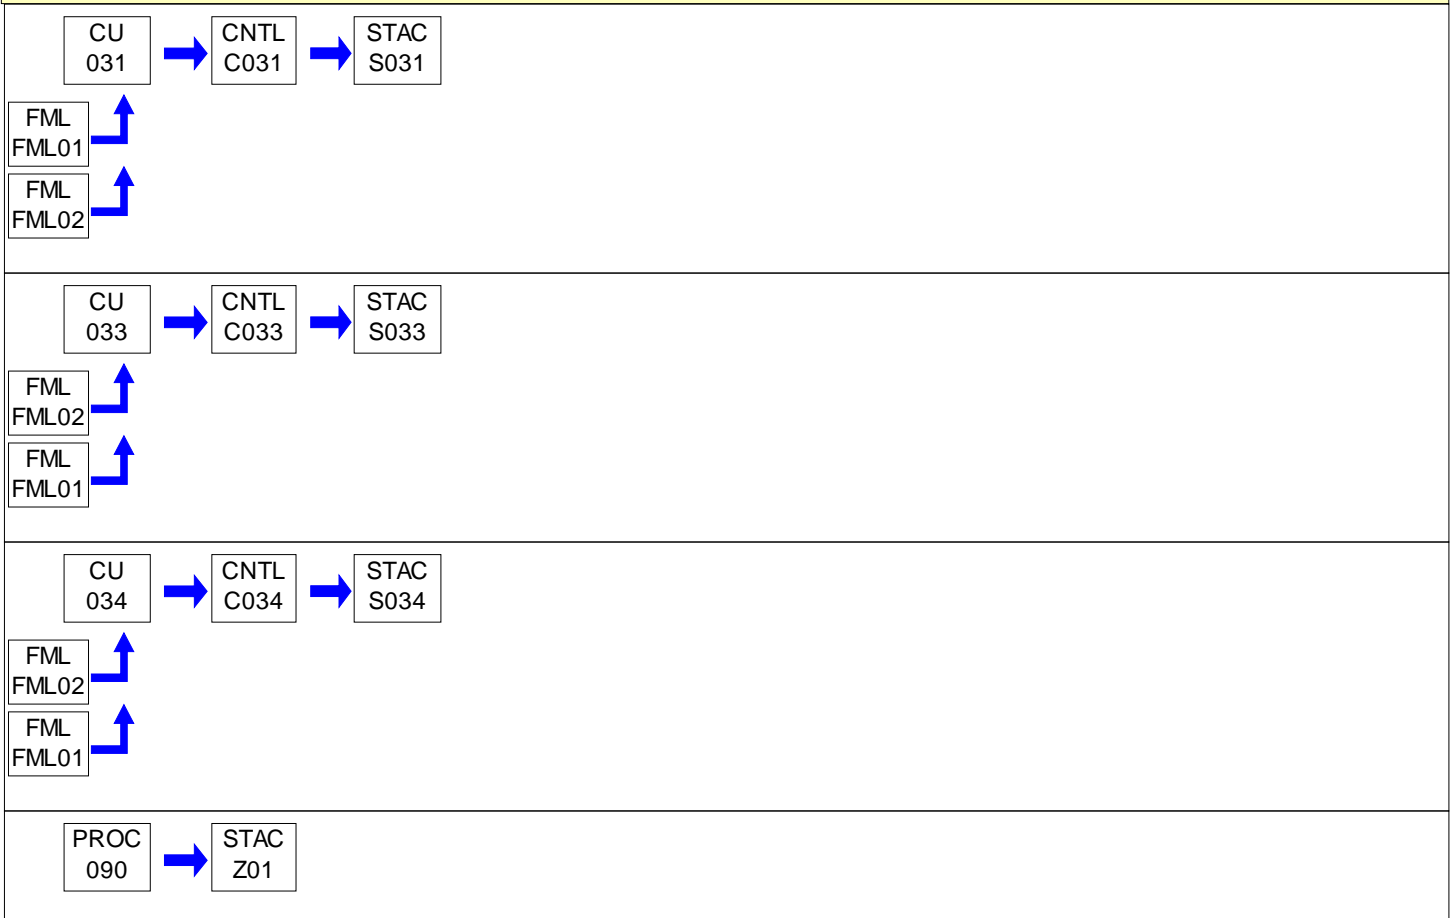 CU
031
CNTL
C031
STAC
S031
FML
FML01
FML
FML02
CU
033
CNTL
C033
STAC
S033
FML
FML02
FML
FML01
CU
034
CNTL
C034
STAC
S034
FML
FML02
FML
FML01
PROC
090
STAC
Z01